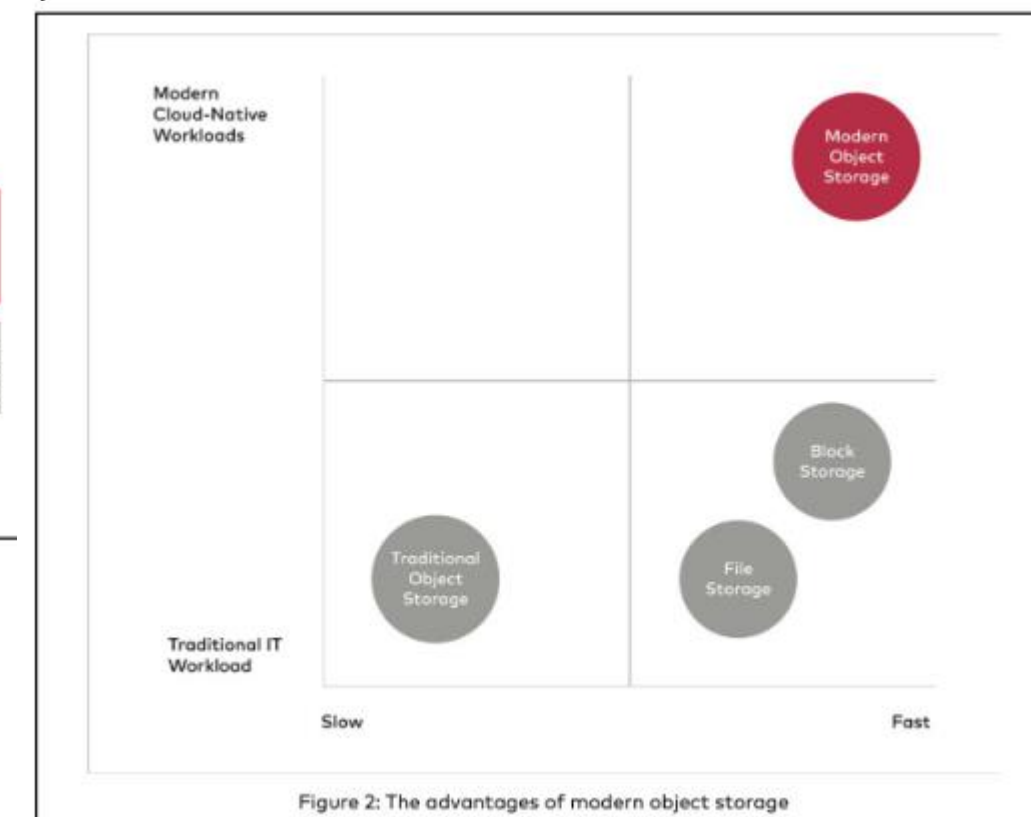 Modern
Cloud-Native
Workloads
Modern
Object
Storage
Block
Storage
Traditional
Object
Storage
File
Storage
Traditional IT
Workload
Slow
Fast
Figure 2: The advantages of modern object storage